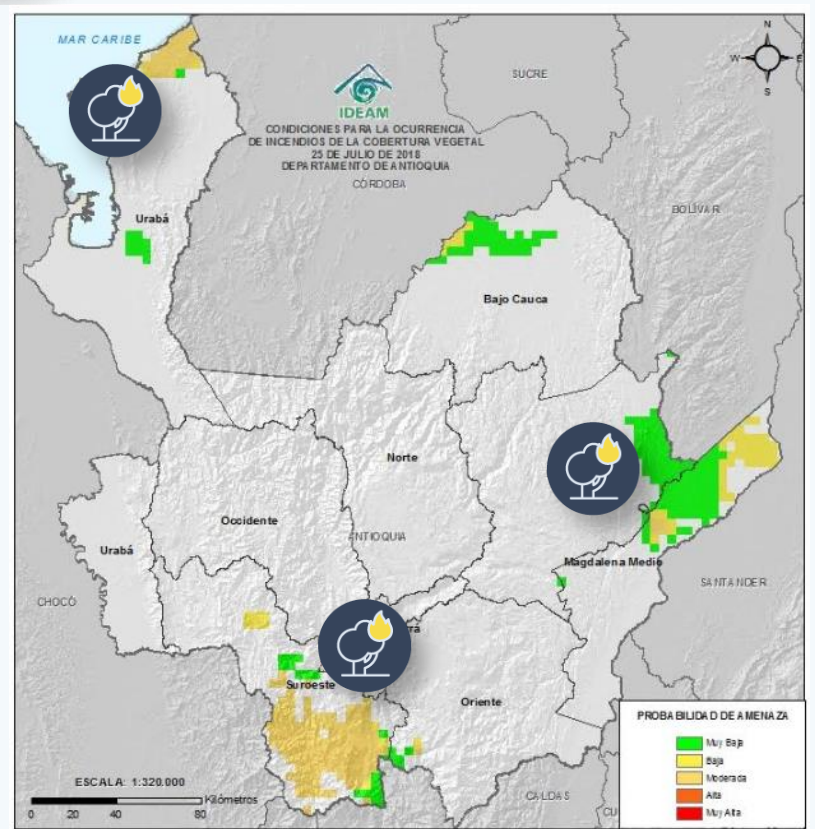 MAR CARIBE
N
W
E
S
SUCRE
IDEAM
CONDICIONES PARA LA OCURRENCIA
DE INCENDIOS DE LA COBERTURA VEGETAL
25 DE JULIO DE 2018
DEPARTAMENTO DE ANTIOQUIA
CÓRDOBA
BOLÍVAR
Urabá
Bajo Cauca
Norte
Occidente
ANTIOQUIA
Urabá
Magdalena Medio
SANTANDER
CHOCÓ
Suroeste
Oriente
PROBABILIDAD DE AMENAZA
Muy Baja
Baja
Moderada
Alta
Muy Alta
ESCALA: 1:320.000
Kilómetros
0 20 40 80
CALDAS